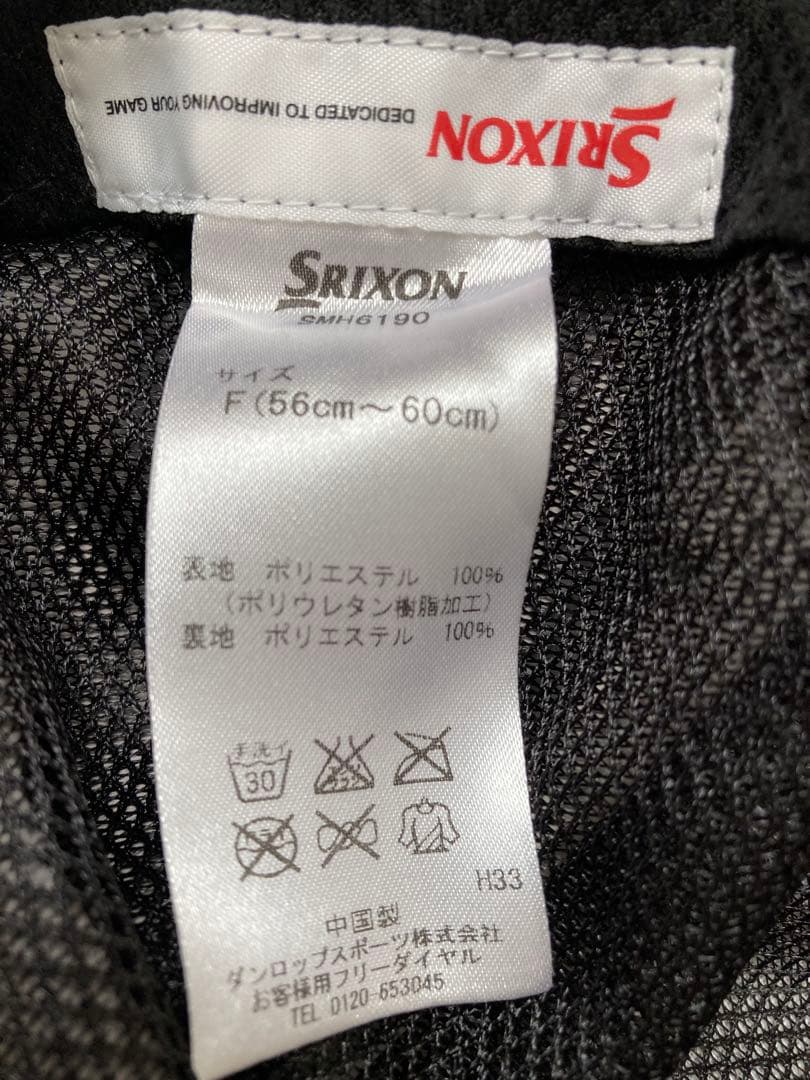 SRIXON DEDICATED TO IMPROVING YOUR GAME
SRIXON
SMH6190
サイズ
F(56cm〜60cm)
表地 ポリエステル 100%
(ポリウレタン樹脂加工)
裏地 ポリエステル 100%
手洗イ
30
H33
中国製
ダンロップスポーツ株式会社
お客様用フリーダイヤル
TEL 0120-653045